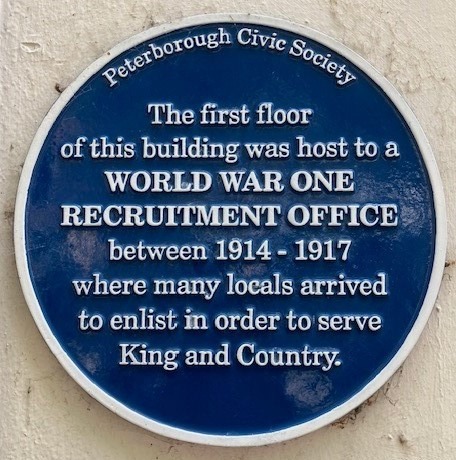 Peterborough Civic Society
The first floor
of this building was host to a
WORLD WAR ONE
RECRUITMENT OFFICE
between 1914 - 1917
where many locals arrived
to enlist in order to serve
King and Country.